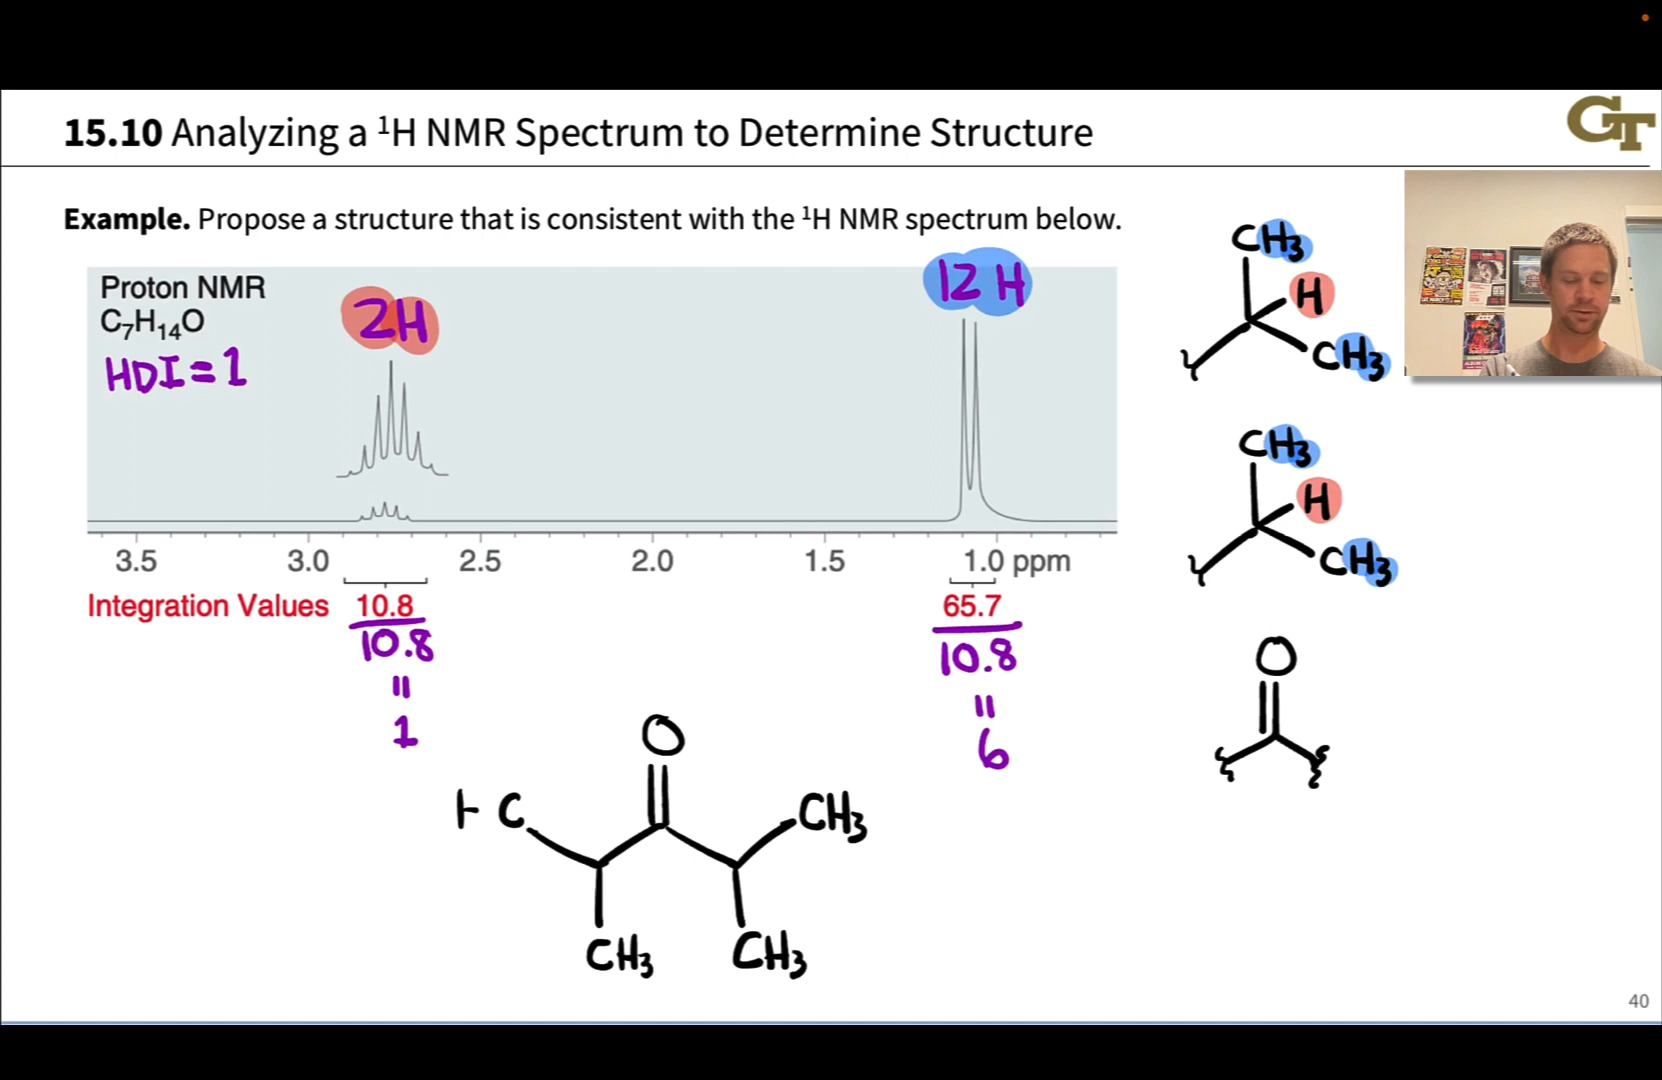 15.10 Analyzing a ¹H NMR Spectrum to Determine Structure
GT
Example. Propose a structure that is consistent with the ¹H NMR spectrum below.
Proton NMR
C₇H₁₄O
HDI = 1
2H
12 H
3.5 3.0 2.5 2.0 1.5 1.0 ppm
Integration Values 10.8 65.7
10.8 10.8
=
1
=
6
CH₃
H
CH₃
CH₃
H
CH₃
O
O
C
CH₃
CH₃
CH₃
40